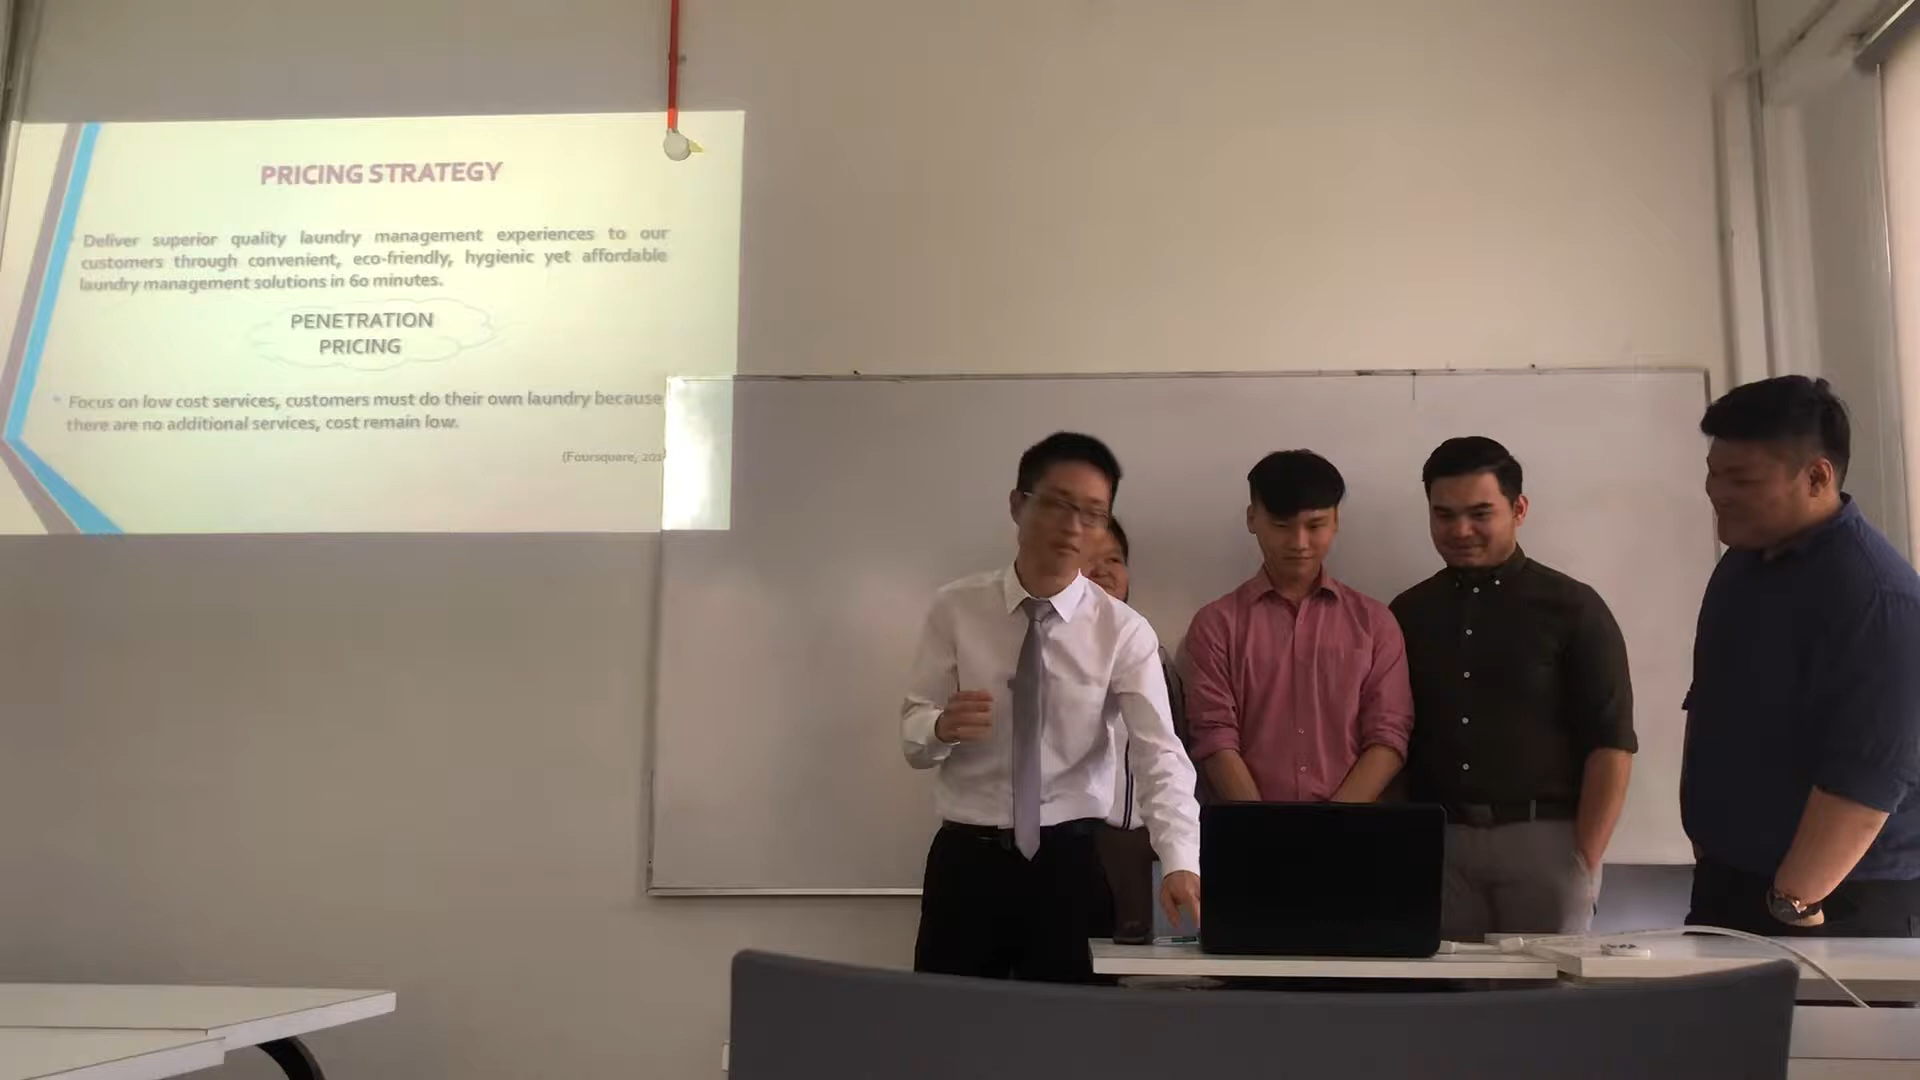 PRICING STRATEGY
Deliver superior quality laundry management experiences to our
customers through convenient, eco-friendly, hygienic yet affordable
laundry management solutions in 60 minutes.
PENETRATION
PRICING
Focus on low cost services, customers must do their own laundry because
there are no additional services, cost remain low.
(Foursquare,